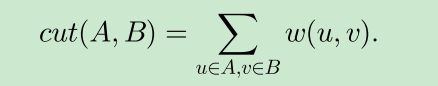 cut(A, B) = ∑ w(u, v).
u∈A,v∈B